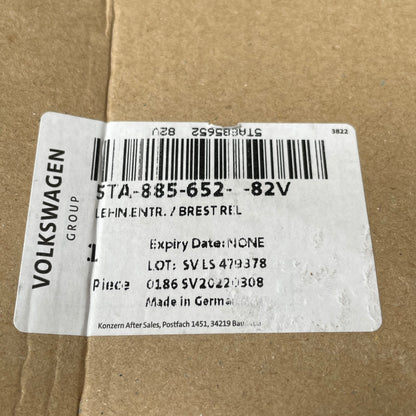 5TA885652 82V
3822
VOLKSWAGEN
GROUP
5TA-885-652- -82V
LEHN.ENTR. / BREST REL
1
Piece
Expiry Date: NONE
LOT: SV LS 479378
0186 SV20220308
Made in German
Konzern After Sales, Postfach 1451, 34219